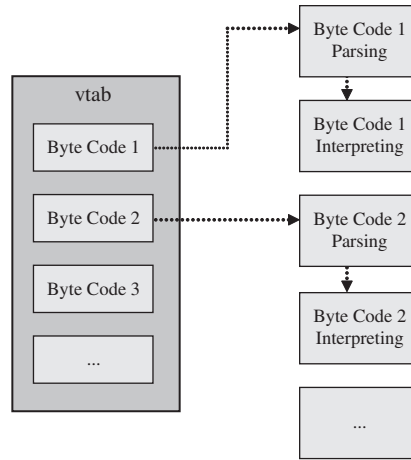 vtab
Byte Code 1
Byte Code 2
Byte Code 3
...
Byte Code 1
Parsing
Byte Code 1
Interpreting
Byte Code 2
Parsing
Byte Code 2
Interpreting
...